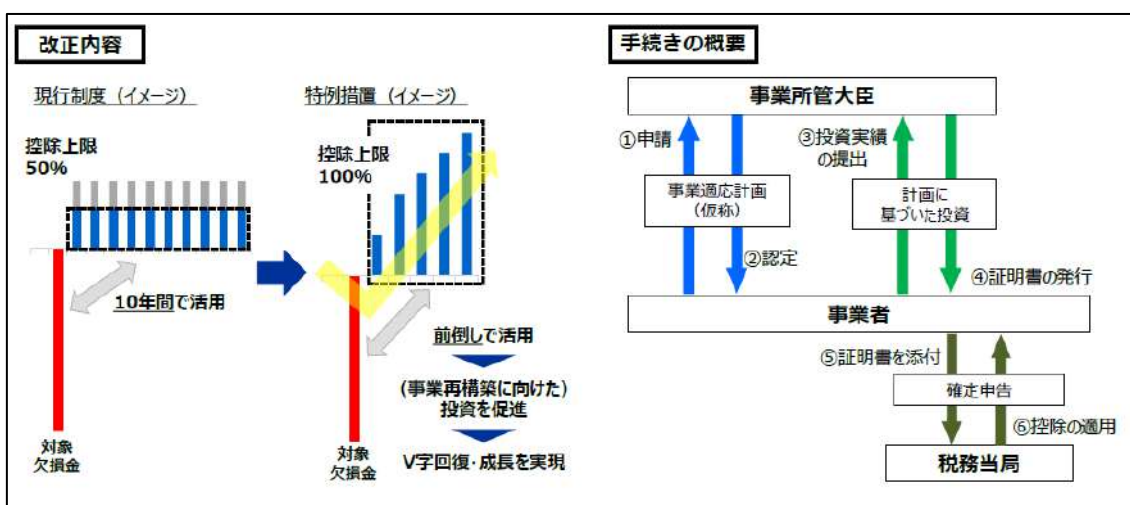 改正内容
現行制度（イメージ）
控除上限
50%
10年間で活用
対象
欠損金
特例措置（イメージ）
控除上限
100%
前倒しで活用
(事業再構築に向けた)
投資を促進
V字回復・成長を実現
対象
欠損金
手続きの概要
事業所管大臣
①申請
③投資実績
の提出
事業適応計画
（仮称）
計画に
基づいた投資
②認定
④証明書の発行
事業者
⑤証明書を添付
確定申告
⑥控除の適用
税務当局